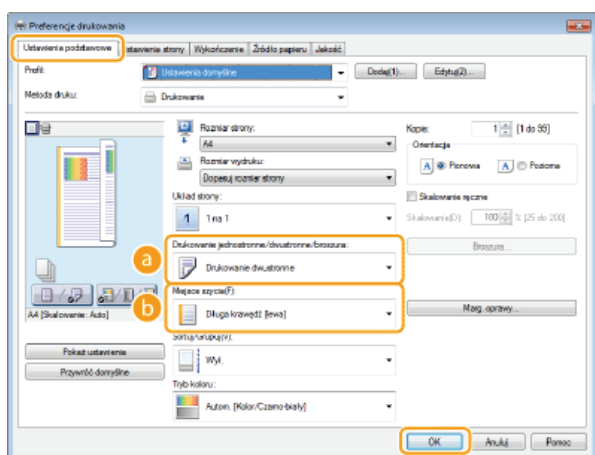 Preferencje drukowania
Ustawienia podstawowe
Ustawienia strony
Wykończenie
Źródło papieru
Jakość
Profil:
Ustawienia domyślne
Dodaj(1)...
Edytuj(2)...
Metoda druku:
Drukowanie
Rozmiar strony:
A4
Rozmiar wydruku:
Dopasuj rozmiar strony
Układ strony:
1
1 na 1
Drukowanie jednostronne/dwustronne/broszura:
a
Drukowanie dwustronne
Miejsce szycia(F):
b
Długa krawędź [lewa]
Sortuj/Grupuj(V):
Wył.
Tryb koloru:
Autom. [Kolor/Czarno-biały]
Kopie:
1
[1 do 99]
Orientacja
A
Pionowa
A
Pozioma
Skalowanie ręczne
Skalowanie(D):
100
% [25 do 200]
Broszura...
Marg. oprawy...
A4 [Skalowanie: Auto]
Pokaż ustawienia
Przywróć domyślne
OK
Anuluj
Pomoc